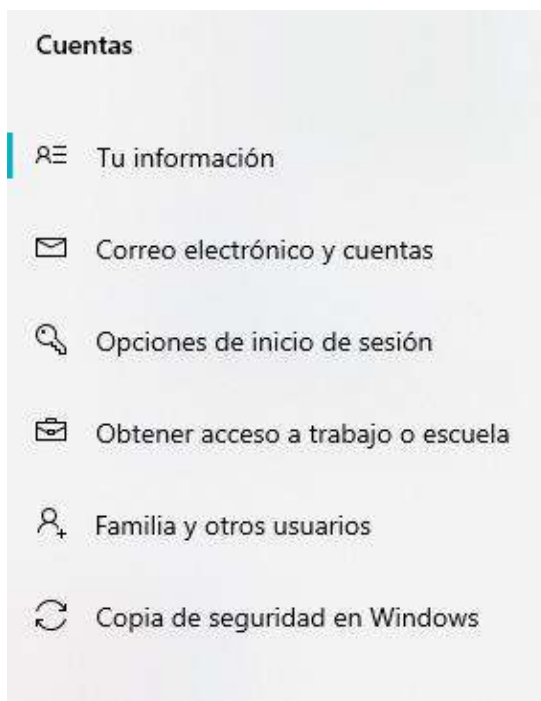 Cuentas
Tu información
Correo electrónico y cuentas
Opciones de inicio de sesión
Obtener acceso a trabajo o escuela
Familia y otros usuarios
Copia de seguridad en Windows